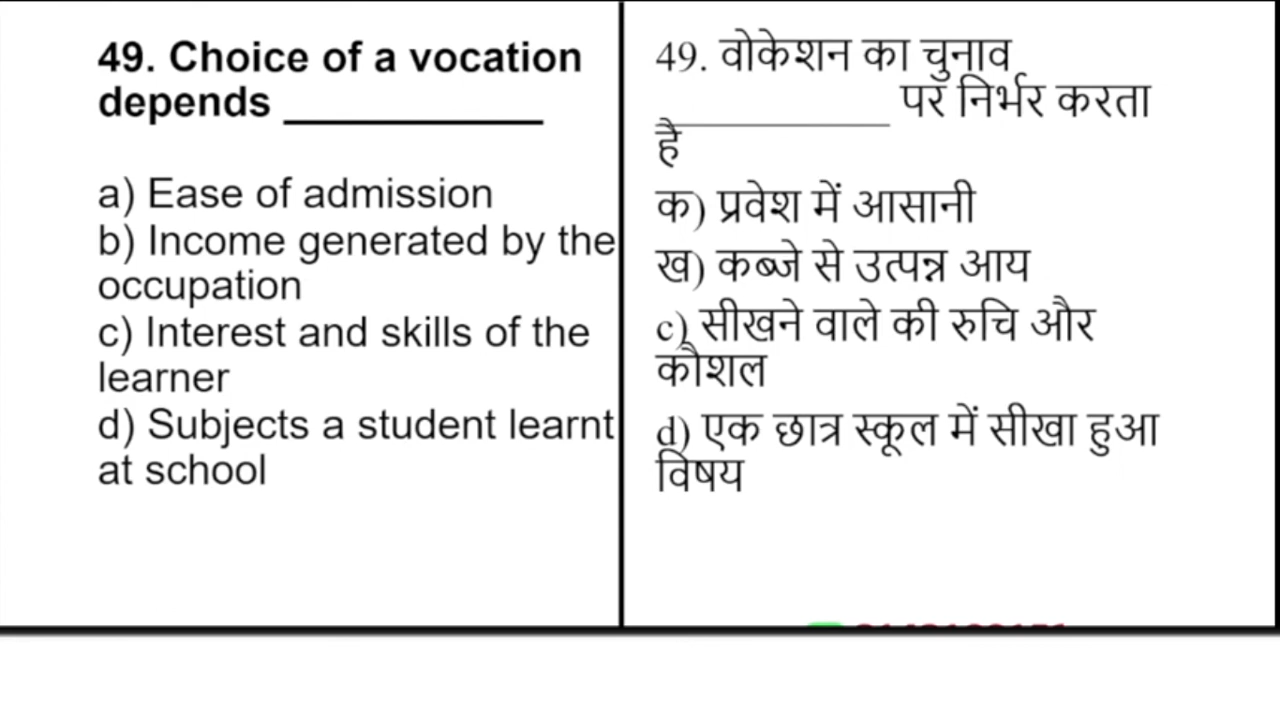 49. Choice of a vocation
depends ___________
a) Ease of admission
b) Income generated by the
occupation
c) Interest and skills of the
learner
d) Subjects a student learnt
at school
49. वोकेशन का चुनाव
___________ पर निर्भर करता
है
क) प्रवेश में आसानी
ख) कब्जे से उत्पन्न आय
c) सीखने वाले की रुचि और
कौशल
d) एक छात्र स्कूल में सीखा हुआ
विषय